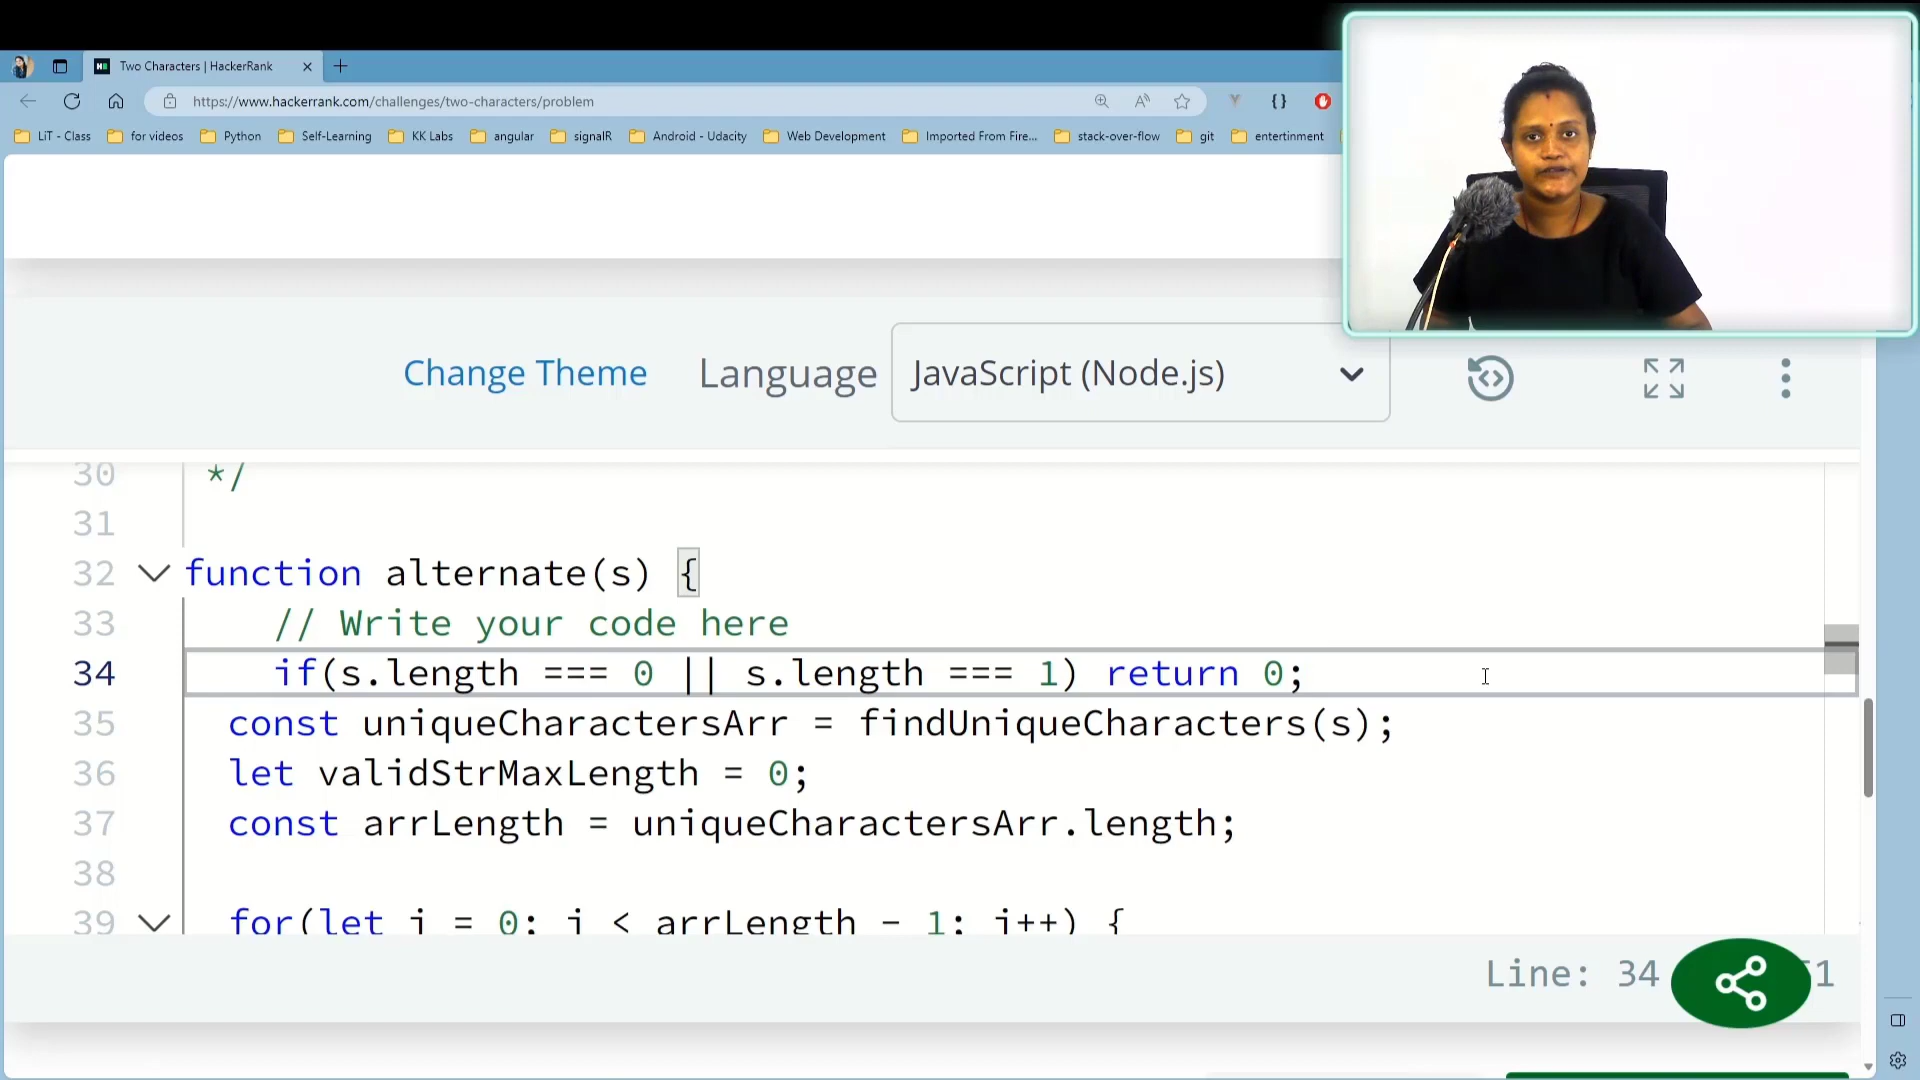 Two Characters | HackerRank
https://www.hackerrank.com/challenges/two-characters/problem
LiT - Class for videos Python Self-Learning KK Labs angular signalR Android - Udacity Web Development Imported From Fire... stack-over-flow git entertinment
Change Theme Language JavaScript (Node.js)
30 */
31
32 function alternate(s) {
33 // Write your code here
34 if(s.length === 0 || s.length === 1) return 0;
35 const uniqueCharactersArr = findUniqueCharacters(s);
36 let validStrMaxLength = 0;
37 const arrLength = uniqueCharactersArr.length;
38
39 for(let i = 0; i < arrLength - 1; i++) {
Line: 34